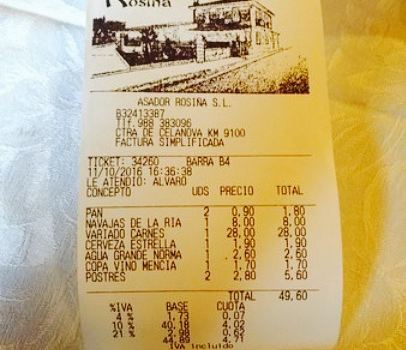 Rosiña
ASADOR ROSIÑA S.L.
B32413387
Tlf. 988 383096
CTRA DE CELANOVA KM 9100
FACTURA SIMPLIFICADA
TICKET: 34260 BARRA B4
11/10/2016 16:36:38
LE ATENDIO: ALVARO
CONCEPTO UDS PRECIO TOTAL
PAN 2 0,90 1,80
NAVAJAS DE LA RIA 1 8,00 8,00
VARIADO CARNES 1 28,00 28,00
CERVEZA ESTRELLA 1 1,90 1,90
AGUA GRANDE NORMA 1 2,60 2,60
COPA VINO MENCIA 1 1,70 1,70
POSTRES 2 2,80 5,60
TOTAL 49,60
%IVA BASE CUOTA
4 % 1,73 0,07
10 % 40,18 4,02
21 % 2,98 0,63
44,89 4,71
IVA incluido